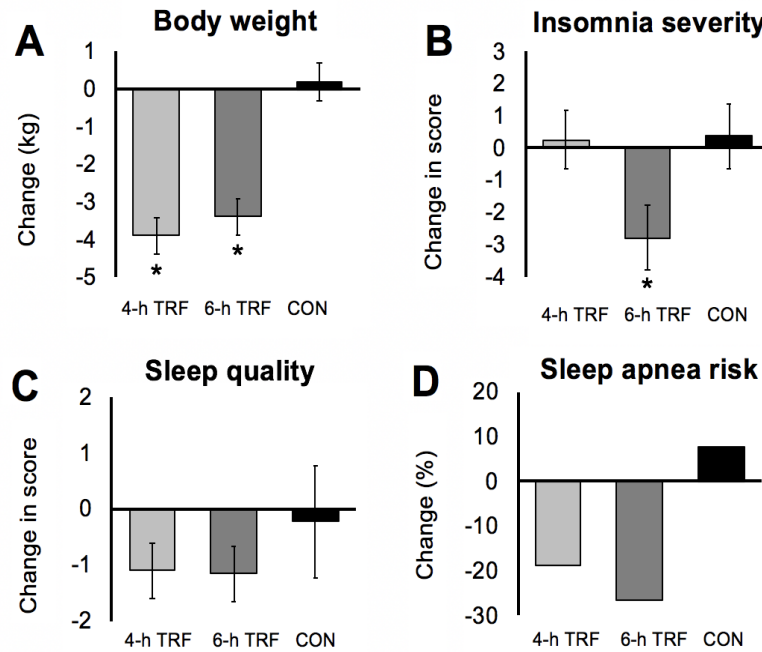 A
Body weight
Change (kg)
1
0
-1
-2
-3
-4
-5
*
*
4-h TRF
6-h TRF
CON
B
Insomnia severity
Change in score
3
2
1
0
-1
-2
-3
-4
*
4-h TRF
6-h TRF
CON
C
Sleep quality
Change in score
2
1
0
-1
-2
4-h TRF
6-h TRF
CON
D
Sleep apnea risk
Change (%)
20
10
0
-10
-20
-30
4-h TRF
6-h TRF
CON